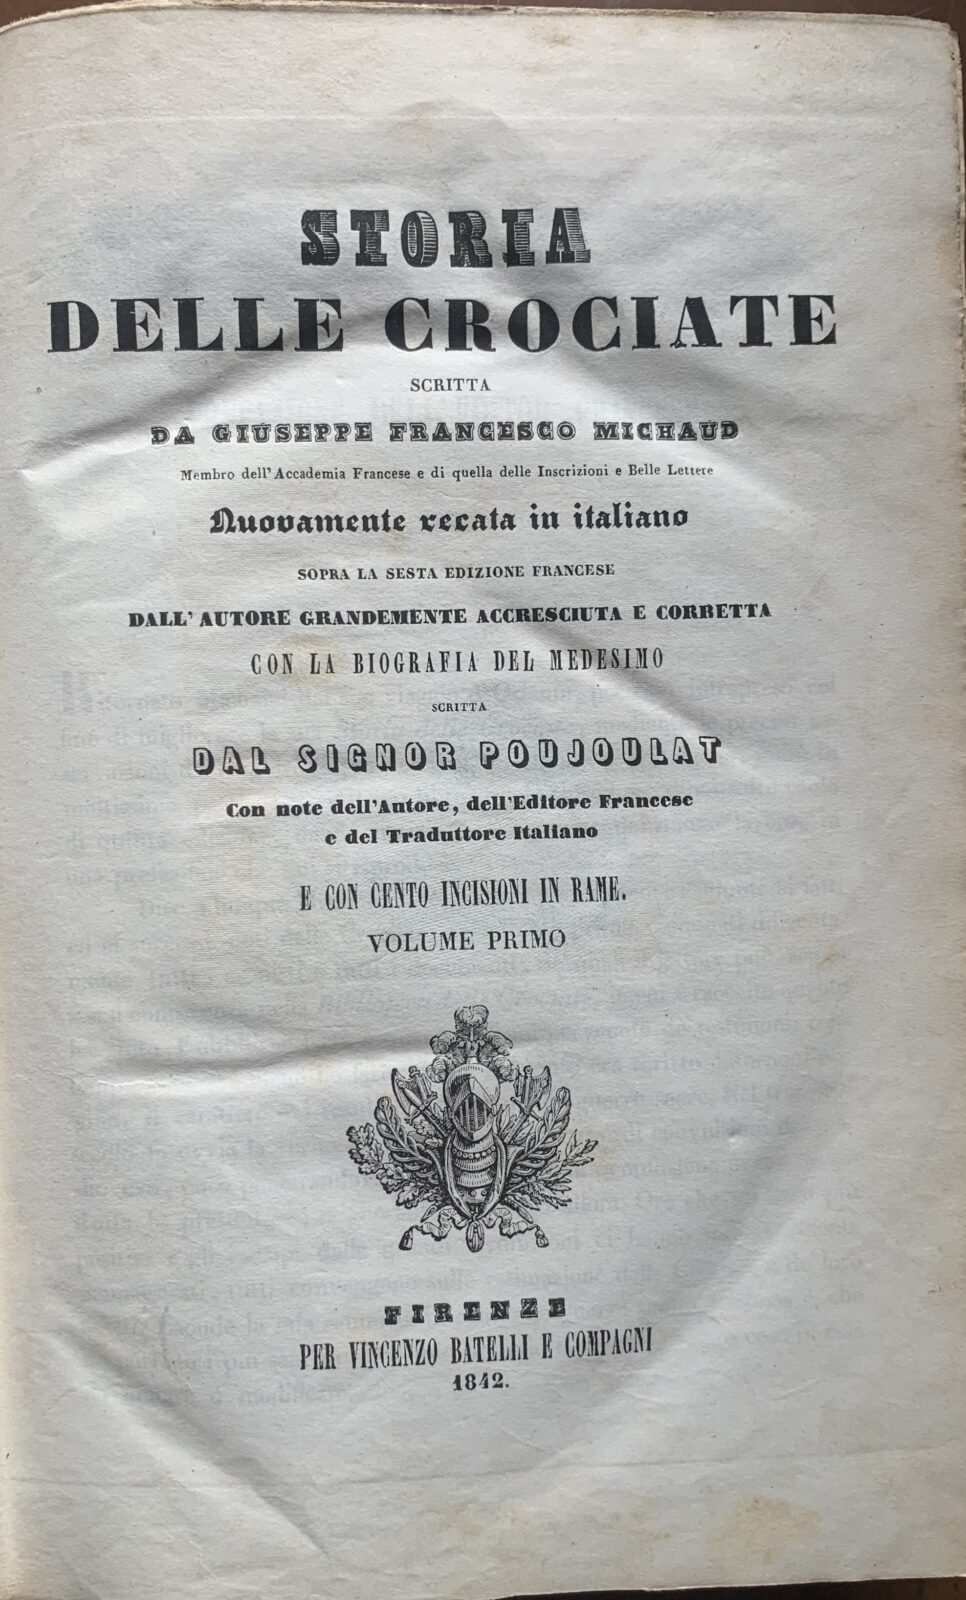 STORIA
DELLE CROCIATE
SCRITTA
DA GIUSEPPE FRANCESCO MICHAUD
Membro dell'Accademia Francese e di quella delle Inscrizioni e Belle Lettere
Nuovamente recata in italiano
SOPRA LA SESTA EDIZIONE FRANCESE
DALL'AUTORE GRANDEMENTE ACCRESCIUTA E CORRETTA
CON LA BIOGRAFIA DEL MEDESIMO
SCRITTA
DAL SIGNOR POUJOULAT
Con note dell'Autore, dell'Editore Francese
e del Traduttore Italiano
E CON CENTO INCISIONI IN RAME.
VOLUME PRIMO
FIRENZE
PER VINCENZO BATELLI E COMPAGNI
1842.